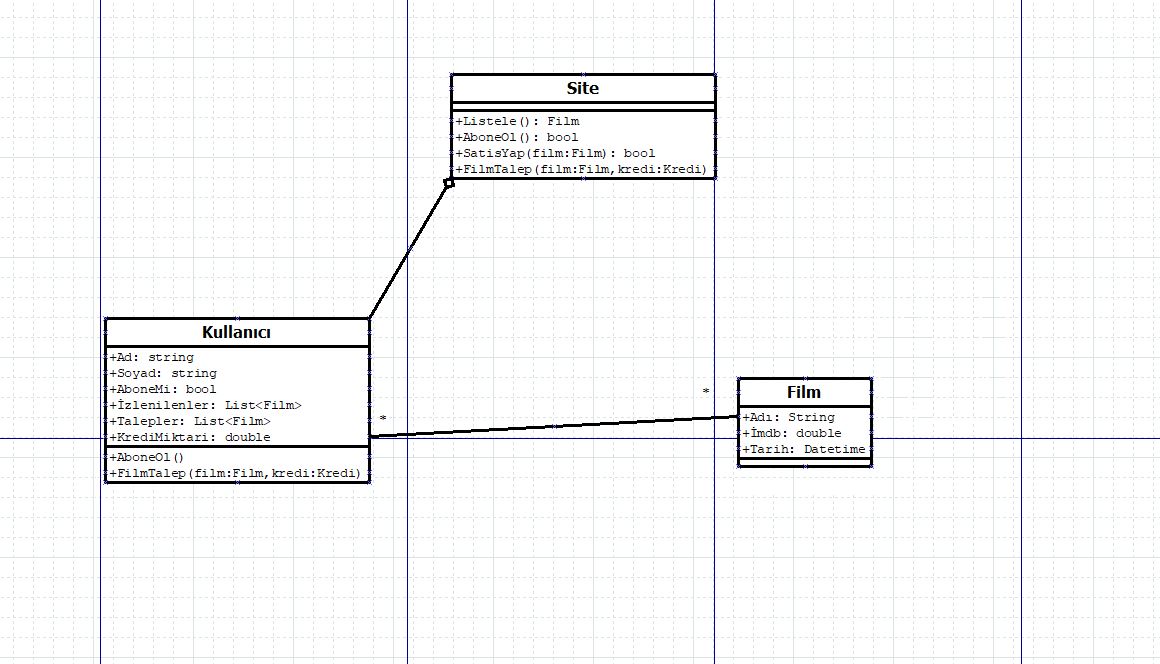 Site
+Listele(): Film
+AboneOl(): bool
+SatisYap(film:Film): bool
+FilmTalep(film:Film,kredi:Kredi)
Kullanıcı
+Ad: string
+Soyad: string
+AboneMi: bool
+İzlenilenler: List<Film>
+Talepler: List<Film>
+KrediMiktari: double
+AboneOl()
+FilmTalep(film:Film,kredi:Kredi)
*
*
Film
+Adı: String
+İmdb: double
+Tarih: Datetime